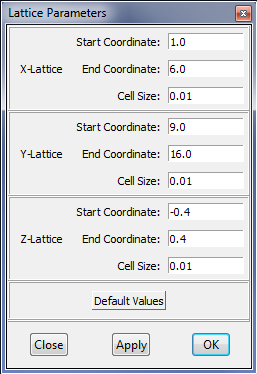 Lattice Parameters
x
Start Coordinate: 1.0
X-Lattice End Coordinate: 6.0
Cell Size: 0.01
Start Coordinate: 9.0
Y-Lattice End Coordinate: 16.0
Cell Size: 0.01
Start Coordinate: -0.4
Z-Lattice End Coordinate: 0.4
Cell Size: 0.01
Default Values
Close Apply OK